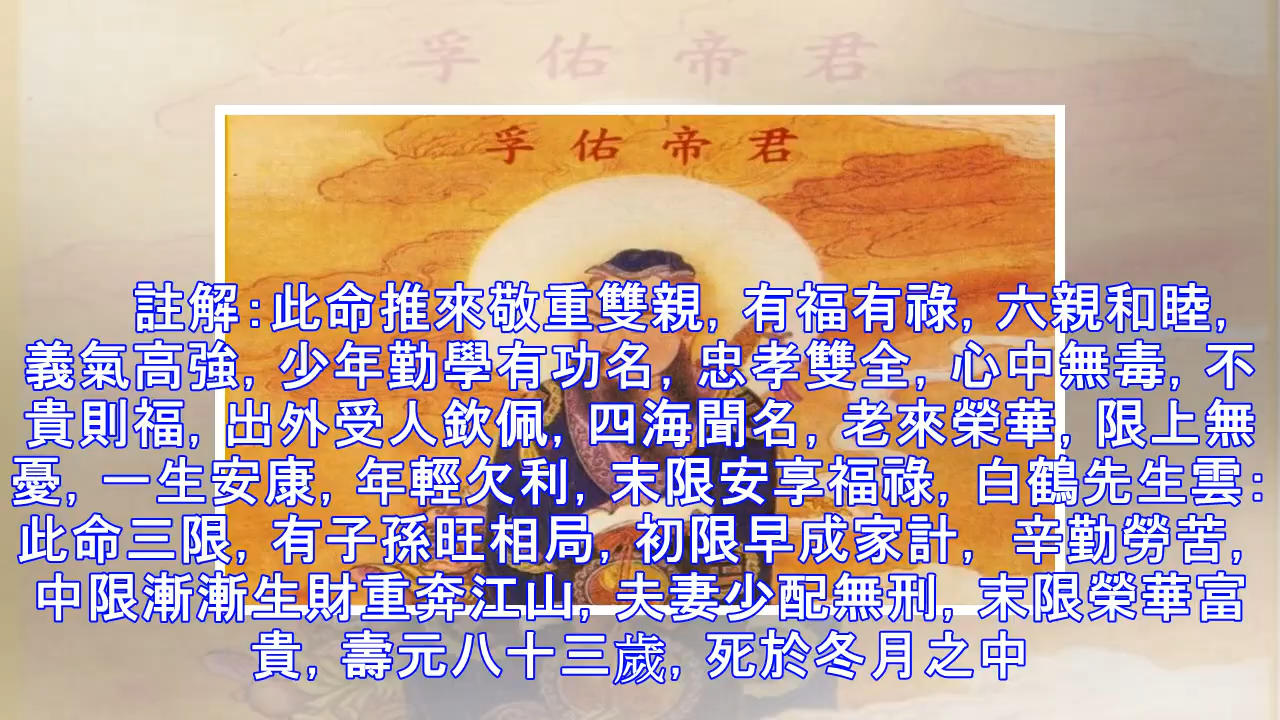 孚佑帝君
孚佑帝君
註解:此命推來敬重雙親, 有福有祿, 六親和睦,
義氣高強, 少年勤學有功名, 忠孝雙全, 心中無毒, 不
貴則福, 出外受人欽佩, 四海聞名, 老來榮華, 限上無
憂, 一生安康, 年輕欠利, 末限安享福祿, 白鶴先生雲:
此命三限, 有子孫旺相局, 初限早成家計, 辛勤勞苦,
中限漸漸生財重奔江山, 夫妻少配無刑, 末限榮華富
貴, 壽元八十三歲, 死於冬月之中